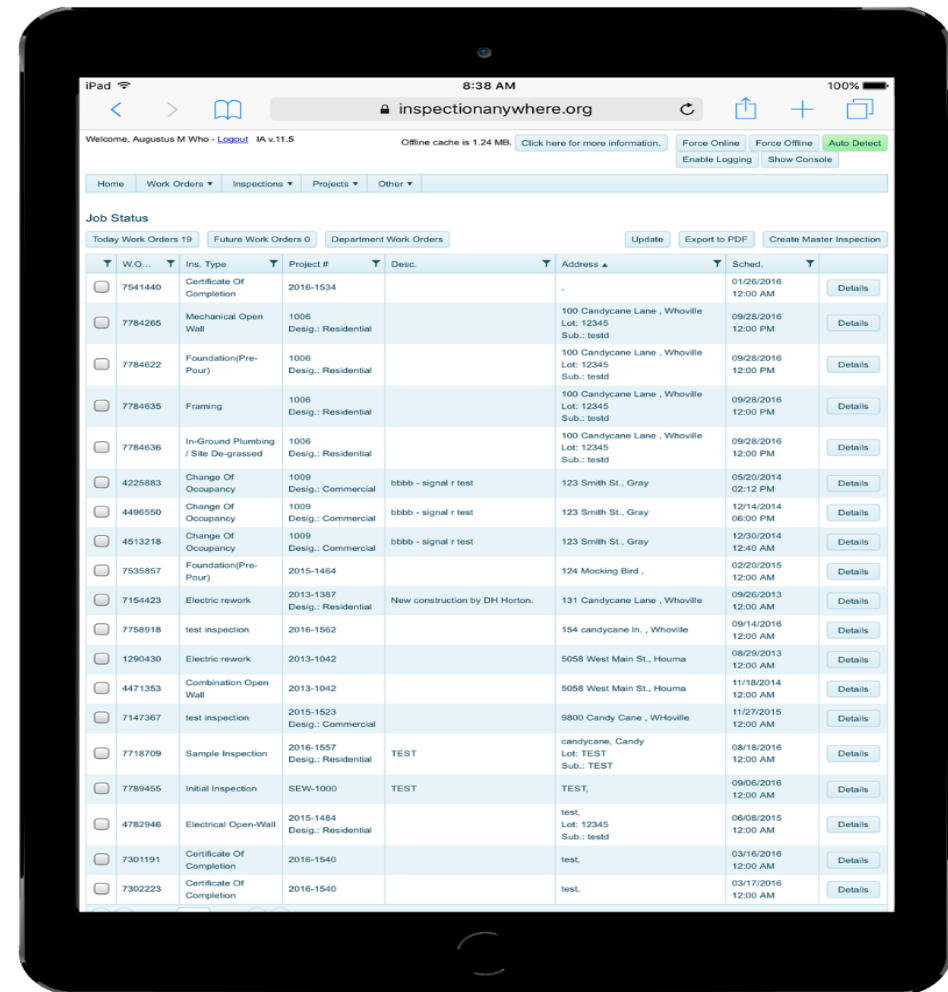 iPad 8:38 AM 100%
inspectionanywhere.org
Welcome, Augustus M Who - Logout IA v.11.5 Offline cache is 1.24 MB. Click here for more information. Force Online Force Offline Auto Detect
Enable Logging Show Console
Home Work Orders Inspections Projects Other
Job Status
Today Work Orders 19 Future Work Orders 0 Department Work Orders Update Export to PDF Create Master Inspection
W.O... Ins. Type Project # Desc. Address Sched.
7541440 Certificate Of Completion 2016-1534 , 01/26/2016 12:00 AM Details
7784265 Mechanical Open Wall 1006 Desig.: Residential 100 Candycane Lane , Whoville Lot: 12345 Sub.: testd 09/28/2016 12:00 PM Details
7784622 Foundation(Pre-Pour) 1006 Desig.: Residential 100 Candycane Lane , Whoville Lot: 12345 Sub.: testd 09/28/2016 12:00 PM Details
7784635 Framing 1006 Desig.: Residential 100 Candycane Lane , Whoville Lot: 12345 Sub.: testd 09/28/2016 12:00 PM Details
7784636 In-Ground Plumbing / Site De-grassed 1006 Desig.: Residential 100 Candycane Lane , Whoville Lot: 12345 Sub.: testd 09/28/2016 12:00 PM Details
4225883 Change Of Occupancy 1009 Desig.: Commercial bbbb - signal r test 123 Smith St., Gray 05/20/2014 02:12 PM Details
4496550 Change Of Occupancy 1009 Desig.: Commercial bbbb - signal r test 123 Smith St., Gray 12/14/2014 06:00 PM Details
4513218 Change Of Occupancy 1009 Desig.: Commercial bbbb - signal r test 123 Smith St., Gray 12/30/2014 12:40 AM Details
7535857 Foundation(Pre-Pour) 2015-1464 124 Mocking Bird , 02/20/2015 12:00 AM Details
7154423 Electric rework 2013-1387 Desig.: Residential New construction by DH Horton. 131 Candycane Lane , Whoville 09/26/2013 12:00 AM Details
7758918 test inspection 2016-1562 154 candycane ln. , Whoville 09/14/2016 12:00 AM Details
1290430 Electric rework 2013-1042 5058 West Main St., Houma 08/29/2013 12:00 AM Details
4471353 Combination Open Wall 2013-1042 5058 West Main St., Houma 11/18/2014 12:00 AM Details
7147367 test inspection 2015-1523 Desig.: Commercial 9800 Candy Cane , WHoville 11/27/2015 12:00 AM Details
7718709 Sample Inspection 2016-1557 Desig.: Residential TEST candycane, Candy Lot: TEST Sub.: TEST 08/18/2016 12:00 AM Details
7789455 Initial Inspection SEW-1000 TEST TEST, 09/06/2016 12:00 AM Details
4782946 Electrical Open-Wall 2015-1484 Desig.: Residential test, Lot: 12345 Sub.: testd 06/08/2015 12:00 AM Details
7301191 Certificate Of Completion 2016-1540 test, 03/16/2016 12:00 AM Details
7302223 Certificate Of Completion 2016-1540 test, 03/17/2016 12:00 AM Details